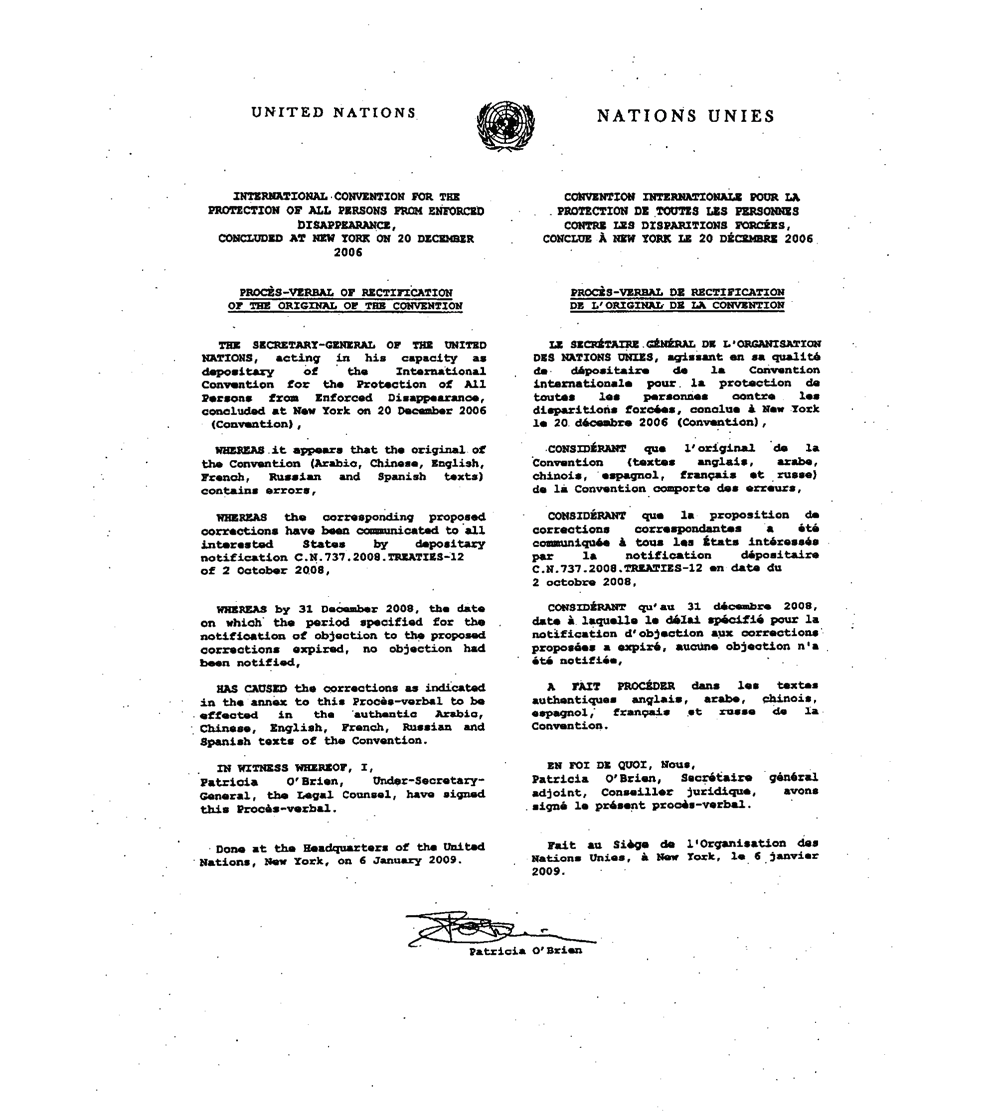 UNITED NATIONS
NATIONS UNIES
INTERNATIONAL CONVENTION FOR THE
PROTECTION OF ALL PERSONS FROM ENFORCED
DISAPPEARANCE,
CONCLUDED AT NEW YORK ON 20 DECEMBER
2006
PROCÈS-VERBAL OF RECTIFICATION
OF THE ORIGINAL OF THE CONVENTION
THE SECRETARY-GENERAL OF THE UNITED
NATIONS, acting in his capacity as
depositary of the International
Convention for the Protection of All
Persons from Enforced Disappearance,
concluded at New York on 20 December 2006
(Convention),
WHEREAS it appears that the original of
the Convention (Arabic, Chinese, English,
French, Russian and Spanish texts)
contains errors,
WHEREAS the corresponding proposed
corrections have been communicated to all
interested States by depositary
notification C.N.737.2008.TREATIES-12
of 2 October 2008,
WHEREAS by 31 December 2008, the date
on which the period specified for the
notification of objection to the proposed
corrections expired, no objection had
been notified,
HAS CAUSED the corrections as indicated
in the annex to this Procès-verbal to be
effected in the authentic Arabic,
Chinese, English, French, Russian and
Spanish texts of the Convention.
IN WITNESS WHEREOF, I,
Patricia O'Brien, Under-Secretary-
General, the Legal Counsel, have signed
this Procès-verbal.
Done at the Headquarters of the United
Nations, New York, on 6 January 2009.
CONVENTION INTERNATIONALE POUR LA
PROTECTION DE TOUTES LES PERSONNES
CONTRE LES DISPARITIONS FORCÉES,
CONCLUE À NEW YORK LE 20 DÉCEMBRE 2006
PROCÈS-VERBAL DE RECTIFICATION
DE L'ORIGINAL DE LA CONVENTION
LE SECRÉTAIRE GÉNÉRAL DE L'ORGANISATION
DES NATIONS UNIES, agissant en sa qualité
de dépositaire de la Convention
internationale pour la protection de
toutes les personnes contre les
disparitions forcées, conclue à New York
le 20 décembre 2006 (Convention),
CONSIDÉRANT que l'original de la
Convention (textes anglais, arabe,
chinois, espagnol, français et russe)
de la Convention comporte des erreurs,
CONSIDÉRANT que la proposition de
corrections correspondantes a été
communiquée à tous les États intéressés
par la notification dépositaire
C.N.737.2008.TREATIES-12 en date du
2 octobre 2008,
CONSIDÉRANT qu'au 31 décembre 2008,
date à laquelle le délai spécifié pour la
notification d'objection aux corrections
proposées a expiré, aucune objection n'a
été notifiée,
A FAIT PROCÉDER dans les textes
authentiques anglais, arabe, chinois,
espagnol, français et russe de la
Convention.
EN FOI DE QUOI, Nous,
Patricia O'Brien, Secrétaire général
adjoint, Conseiller juridique, avons
signé le présent procès-verbal.
Fait au Siège de l'Organisation des
Nations Unies, à New York, le 6 janvier
2009.
Patricia O'Brien